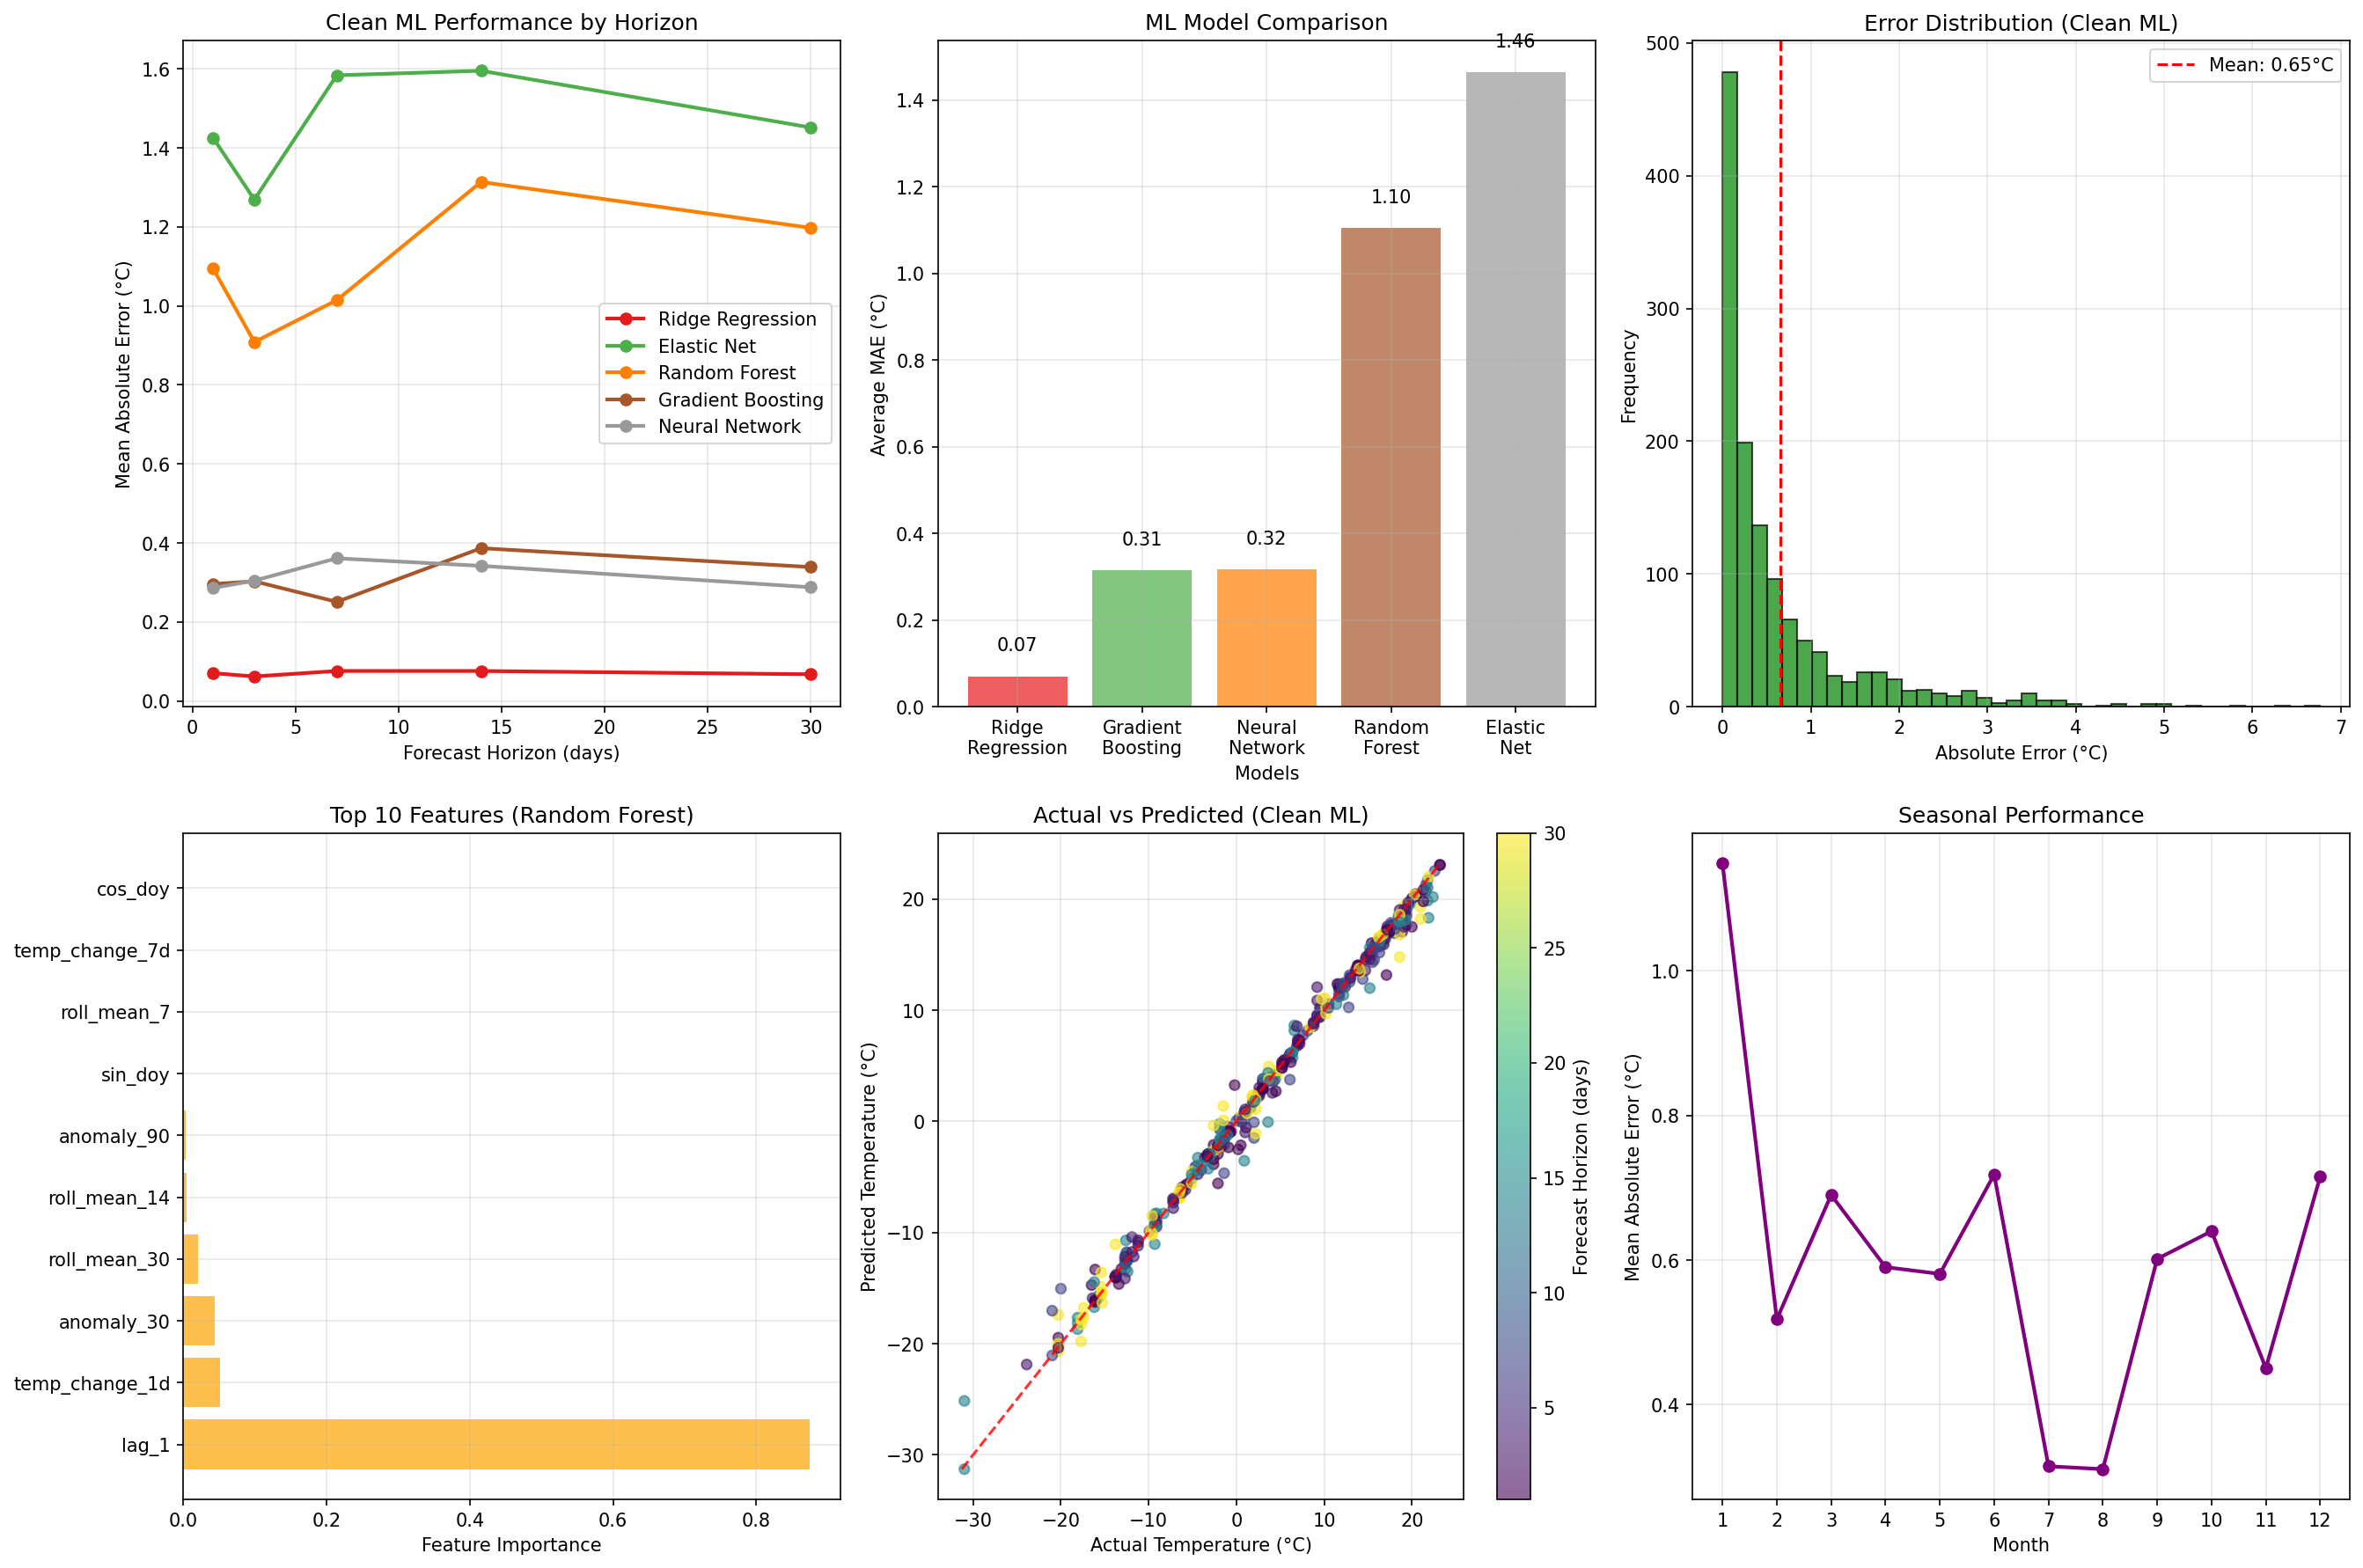 Clean ML Performance by Horizon
Mean Absolute Error (°C)
1.6
1.4
1.2
1.0
0.8
0.6
0.4
0.2
0.0
Ridge Regression
Elastic Net
Random Forest
Gradient Boosting
Neural Network
0 5 10 15 20 25 30
Forecast Horizon (days)
ML Model Comparison
Average MAE (°C)
1.4
1.2
1.0
0.8
0.6
0.4
0.2
0.0
0.07
0.31
0.32
1.10
1.46
Ridge
Regression
Gradient
Boosting
Neural
Network
Random
Forest
Elastic
Net
Models
Error Distribution (Clean ML)
Mean: 0.65°C
Frequency
500
400
300
200
100
0
0 1 2 3 4 5 6 7
Absolute Error (°C)
Top 10 Features (Random Forest)
cos_doy
temp_change_7d
roll_mean_7
sin_doy
anomaly_90
roll_mean_14
roll_mean_30
anomaly_30
temp_change_1d
lag_1
0.0 0.2 0.4 0.6 0.8
Feature Importance
Actual vs Predicted (Clean ML)
Predicted Temperature (°C)
20
10
0
−10
−20
−30
−30 −20 −10 0 10 20
Actual Temperature (°C)
30
25
20
15
10
5
Forecast Horizon (days)
Seasonal Performance
Mean Absolute Error (°C)
1.0
0.8
0.6
0.4
1 2 3 4 5 6 7 8 9 10 11 12
Month